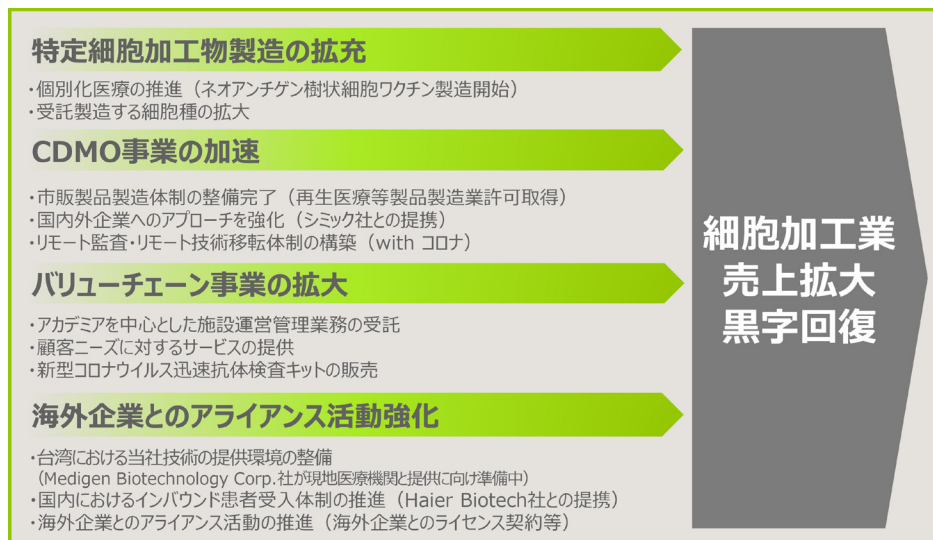 特定細胞加工物製造の拡充
・個別化医療の推進（ネオアンチゲン樹状細胞ワクチン製造開始）
・受託製造する細胞種の拡大
CDMO事業の加速
・市販製品製造体制の整備完了（再生医療等製品製造業許可取得）
・国内外企業へのアプローチを強化（シミック社との提携）
・リモート監査・リモート技術移転体制の構築（with コロナ）
バリューチェーン事業の拡大
・アカデミアを中心とした施設運営管理業務の受託
・顧客ニーズに対するサービスの提供
・新型コロナウイルス迅速抗体検査キットの販売
海外企業とのアライアンス活動強化
・台湾における当社技術の提供環境の整備
（Medigen Biotechnology Corp.社が現地医療機関と提供に向け準備中）
・国内におけるインバウンド患者受入体制の推進（Haier Biotech社との提携）
・海外企業とのアライアンス活動の推進（海外企業とのライセンス契約等）
細胞加工業
売上拡大
黒字回復